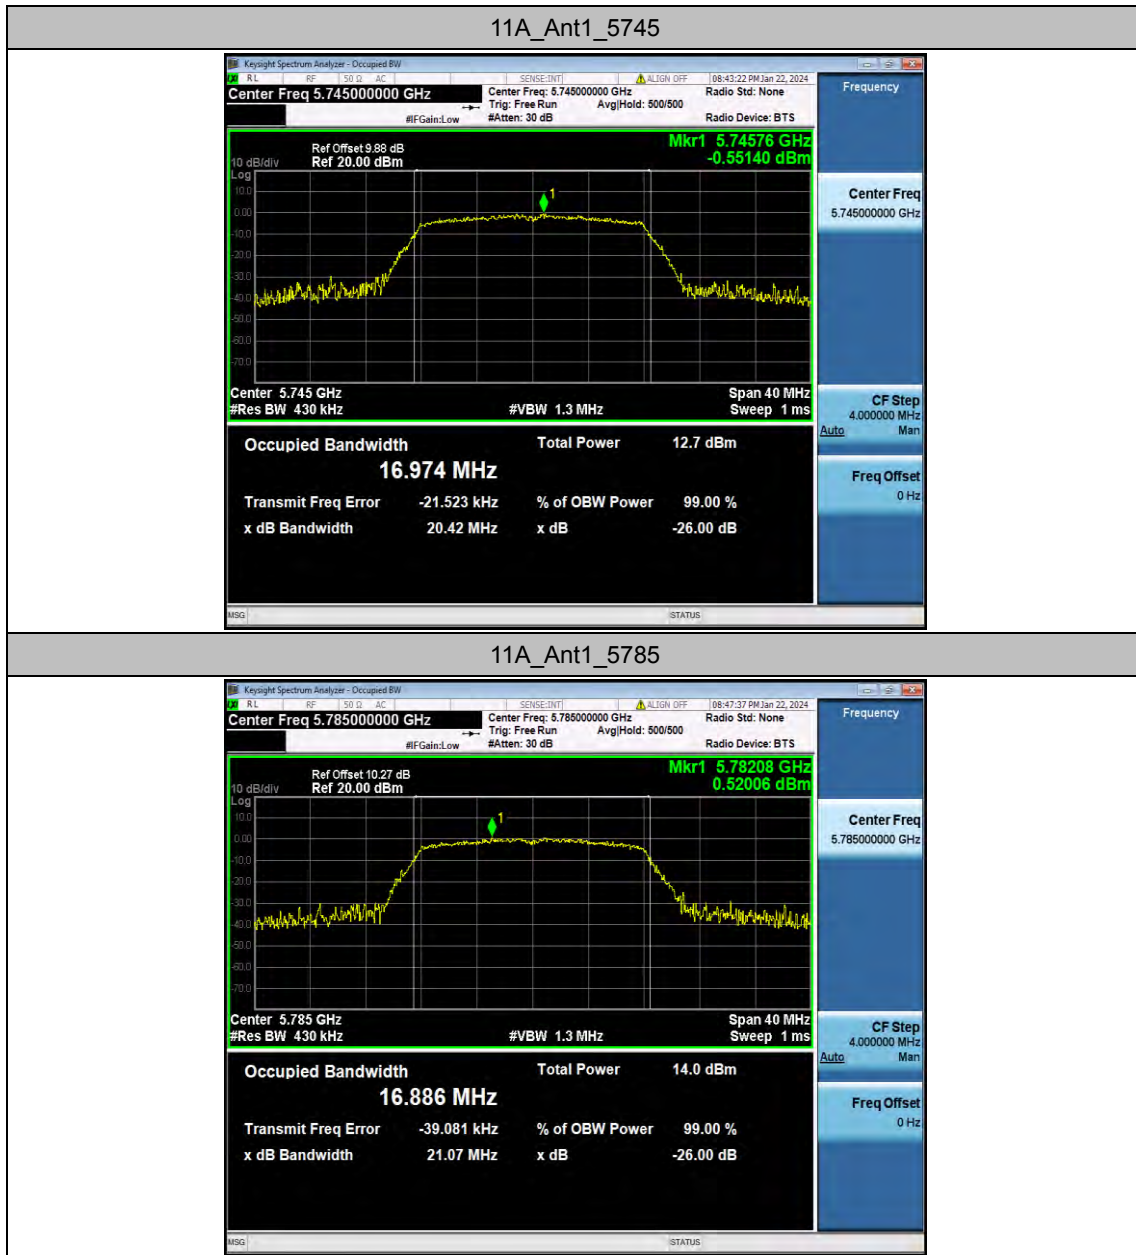 11A_Ant1_5745
Keysight Spectrum Analyzer - Occupied BW
RL RF 50 Ω AC SENSE:INT ALIGN OFF 08:43:22 PM Jan 22, 2024
Center Freq 5.745000000 GHz Center Freq: 5.745000000 GHz Radio Std: None Frequency
Trig: Free Run Avg|Hold: 500/500
#IFGain:Low #Atten: 30 dB Radio Device: BTS
Mkr1 5.74576 GHz
Ref Offset 9.88 dB
10 dB/div Ref 20.00 dBm -0.55140 dBm
Log
10.0
0.00
-10.0
-20.0
-30.0
-40.0
-50.0
-60.0
-70.0
1
Center Freq
5.745000000 GHz
Center 5.745 GHz Span 40 MHz
#Res BW 430 kHz #VBW 1.3 MHz Sweep 1 ms
CF Step
4.000000 MHz
Auto Man
Occupied Bandwidth Total Power 12.7 dBm
16.974 MHz
Freq Offset
0 Hz
Transmit Freq Error -21.523 kHz % of OBW Power 99.00 %
x dB Bandwidth 20.42 MHz x dB -26.00 dB
MSG STATUS
11A_Ant1_5785
Keysight Spectrum Analyzer - Occupied BW
RL RF 50 Ω AC SENSE:INT ALIGN OFF 08:47:37 PM Jan 22, 2024
Center Freq 5.785000000 GHz Center Freq: 5.785000000 GHz Radio Std: None Frequency
Trig: Free Run Avg|Hold: 500/500
#IFGain:Low #Atten: 30 dB Radio Device: BTS
Mkr1 5.78208 GHz
Ref Offset 10.27 dB
10 dB/div Ref 20.00 dBm 0.52006 dBm
Log
10.0
0.00
-10.0
-20.0
-30.0
-40.0
-50.0
-60.0
-70.0
1
Center Freq
5.785000000 GHz
Center 5.785 GHz Span 40 MHz
#Res BW 430 kHz #VBW 1.3 MHz Sweep 1 ms
CF Step
4.000000 MHz
Auto Man
Occupied Bandwidth Total Power 14.0 dBm
16.886 MHz
Freq Offset
0 Hz
Transmit Freq Error -39.081 kHz % of OBW Power 99.00 %
x dB Bandwidth 21.07 MHz x dB -26.00 dB
MSG STATUS